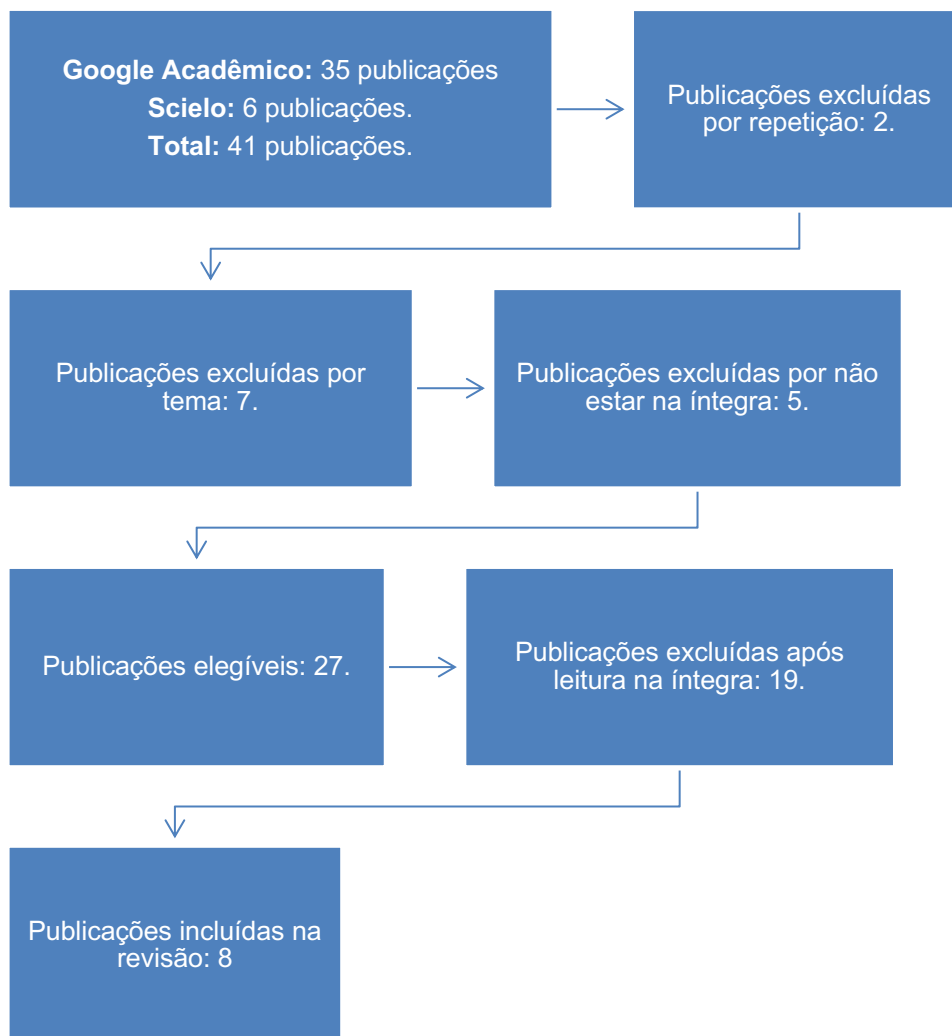 Google Acadêmico: 35 publicações
Scielo: 6 publicações.
Total: 41 publicações.
Publicações excluídas
por repetição: 2.
Publicações excluídas por
tema: 7.
Publicações excluídas por não
estar na íntegra: 5.
Publicações elegíveis: 27.
Publicações excluídas após
leitura na íntegra: 19.
Publicações incluídas na
revisão: 8